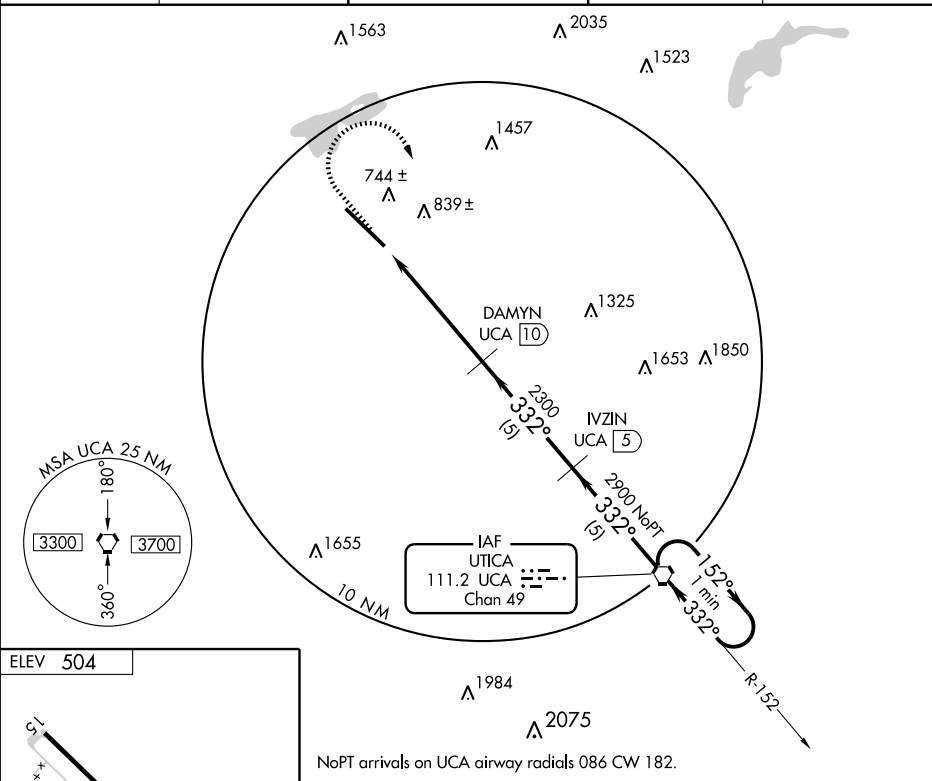 1563
2035
1523
1457
744 ±
839 ±
DAMYN
UCA 10
1325
1653
1850
2300
332°
(5)
IVZIN
UCA 5
2900 NoPT
332°
(5)
MSA UCA 25 NM
180°
3300
3700
360°
1655
10 NM
IAF
UTICA
111.2 UCA
Chan 49
152°
1 min
332°
R-152
ELEV 504
15
1984
2075
NoPT arrivals on UCA airway radials 086 CW 182.